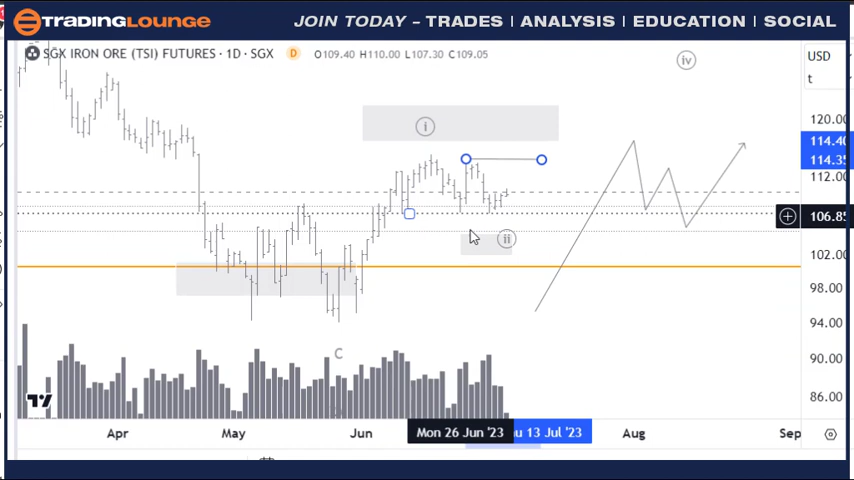 TRADINGLOUNGE
JOIN TODAY - TRADES | ANALYSIS | EDUCATION | SOCIAL
SGX IRON ORE (TSI) FUTURES · 1D · SGX D O109.40 H110.00 L107.30 C109.05
USD
t
iv
i
ii
C
120.00
114.40
114.35
112.00
106.85
102.00
98.00
94.00
90.00
86.00
Apr May Jun Mon 26 Jun '23 Thu 13 Jul '23 Aug Sep